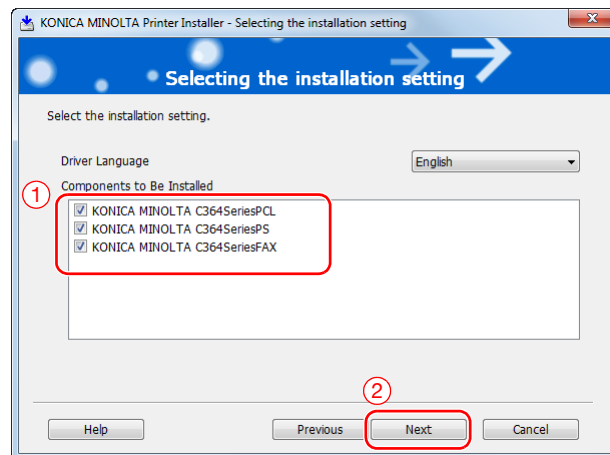 KONICA MINOLTA Printer Installer - Selecting the installation setting
Selecting the installation setting
Select the installation setting.
Driver Language English
Components to Be Installed
1
KONICA MINOLTA C364SeriesPCL
KONICA MINOLTA C364SeriesPS
KONICA MINOLTA C364SeriesFAX
2
Help Previous Next Cancel